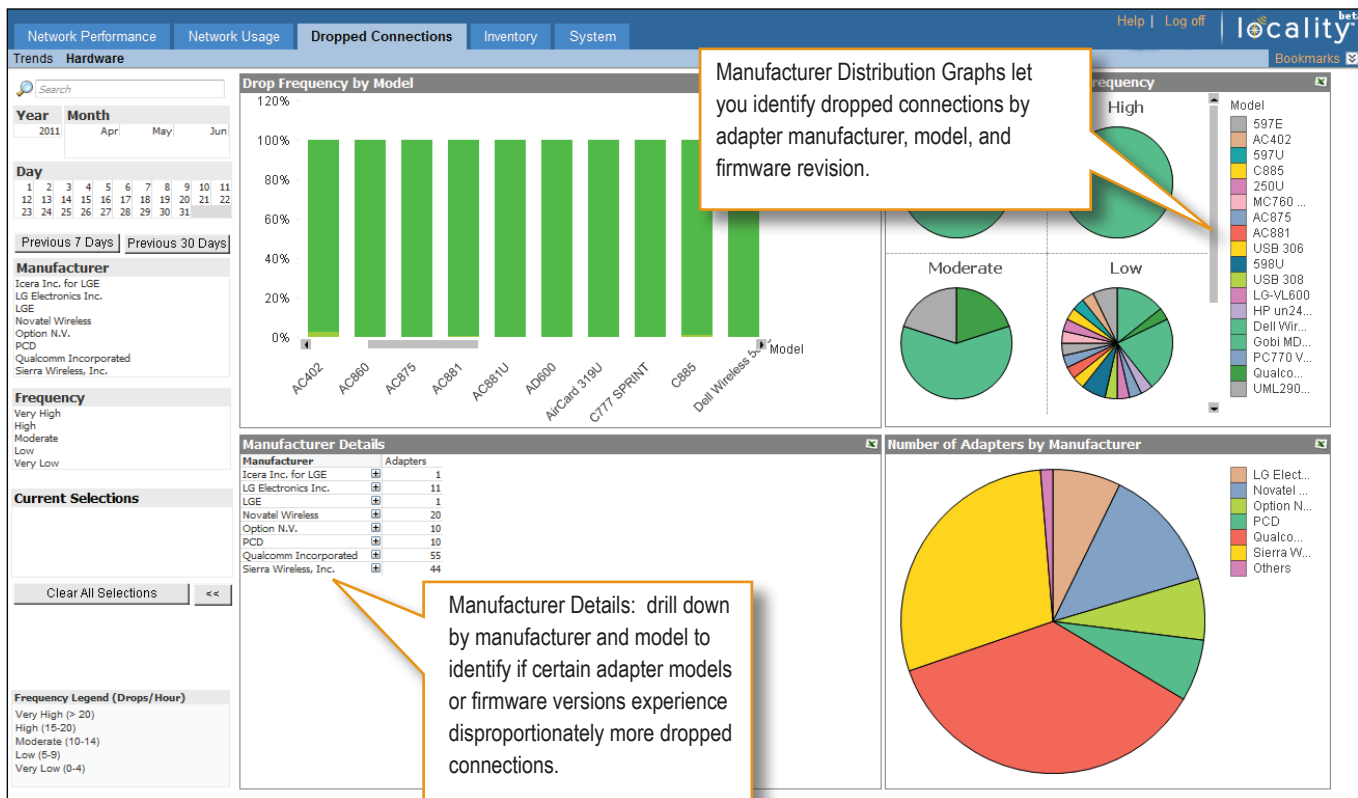 Help | Log off
locality beta
Network Performance Network Usage Dropped Connections Inventory System
Trends Hardware
Bookmarks
Search
Year Month
2011 Apr May Jun
Day
1 2 3 4 5 6 7 8 9 10 11
12 13 14 15 16 17 18 19 20 21 22
23 24 25 26 27 28 29 30 31
Previous 7 Days Previous 30 Days
Manufacturer
Icera Inc. for LGE
LG Electronics Inc.
LGE
Novatel Wireless
Option N.V.
PCD
Qualcomm Incorporated
Sierra Wireless, Inc.
Frequency
Very High
High
Moderate
Low
Very Low
Current Selections
Clear All Selections <<
Frequency Legend (Drops/Hour)
Very High (> 20)
High (15-20)
Moderate (10-14)
Low (5-9)
Very Low (0-4)
Drop Frequency by Model
120%
100%
80%
60%
40%
20%
0%
Model
AC402
AC860
AC875
AC881
AC881U
AD600
AirCard 319U
C777 SPRINT
C885
Dell Wireless
Manufacturer Distribution Graphs let
you identify dropped connections by
adapter manufacturer, model, and
firmware revision.
requency
High
Moderate
Low
Model
597E
AC402
597U
C885
250U
MC760 ...
AC875
AC881
USB 306
598U
USB 308
LG-VL600
HP un24...
Dell Wir...
Gobi MD...
PC770 V...
Qualco...
UML290...
Manufacturer Details
Manufacturer Adapters
Icera Inc. for LGE 1
LG Electronics Inc. 11
LGE 1
Novatel Wireless 20
Option N.V. 10
PCD 10
Qualcomm Incorporated 55
Sierra Wireless, Inc. 44
Manufacturer Details: drill down
by manufacturer and model to
identify if certain adapter models
or firmware versions experience
disproportionately more dropped
connections.
Number of Adapters by Manufacturer
LG Elect...
Novatel ...
Option N...
PCD
Qualco...
Sierra W...
Others